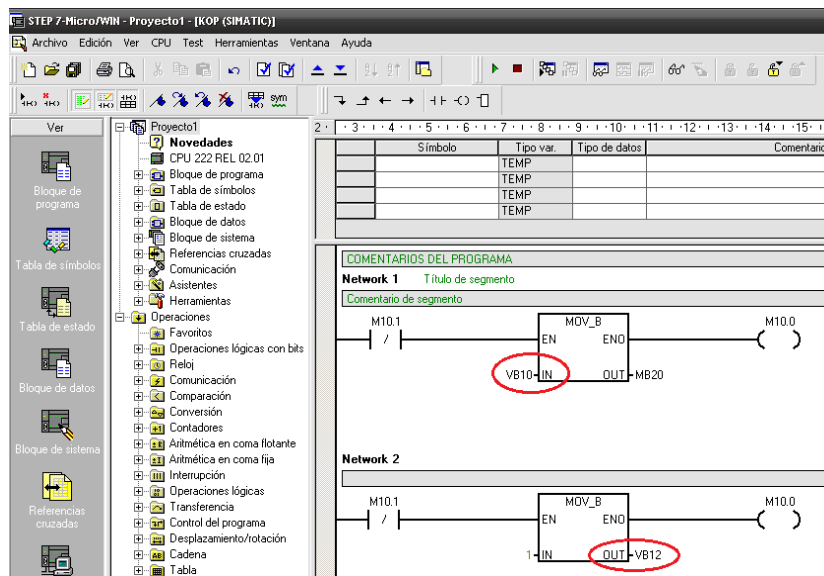 STEP 7-Micro/WIN - Proyecto1 - [KOP (SIMATIC)]
Archivo Edición Ver CPU Test Herramientas Ventana Ayuda
sym
Ver
Bloque de programa
Tabla de símbolos
Tabla de estado
Bloque de datos
Bloque de sistema
Referencias cruzadas
Proyecto1
Novedades
CPU 222 REL 02.01
Bloque de programa
Tabla de símbolos
Tabla de estado
Bloque de datos
Bloque de sistema
Referencias cruzadas
Comunicación
Asistentes
Herramientas
Operaciones
Favoritos
Operaciones lógicas con bits
Reloj
Comunicación
Comparación
Conversión
Contadores
Aritmética en coma flotante
Aritmética en coma fija
Interrupción
Operaciones lógicas
Transferencia
Control del programa
Desplazamiento/rotación
Cadena
Tabla
2 · 3 · 4 · 5 · 6 · 7 · 8 · 9 · 10 · 11 · 12 · 13 · 14 · 15
Símbolo Tipo var. Tipo de datos Comentario
TEMP
TEMP
TEMP
TEMP
COMENTARIOS DEL PROGRAMA
Network 1 Título de segmento
Comentario de segmento
M10.1 MOV_B M10.0
/ EN ENO
VB10 IN OUT MB20
Network 2
M10.1 MOV_B M10.0
/ EN ENO
1 IN OUT VB12